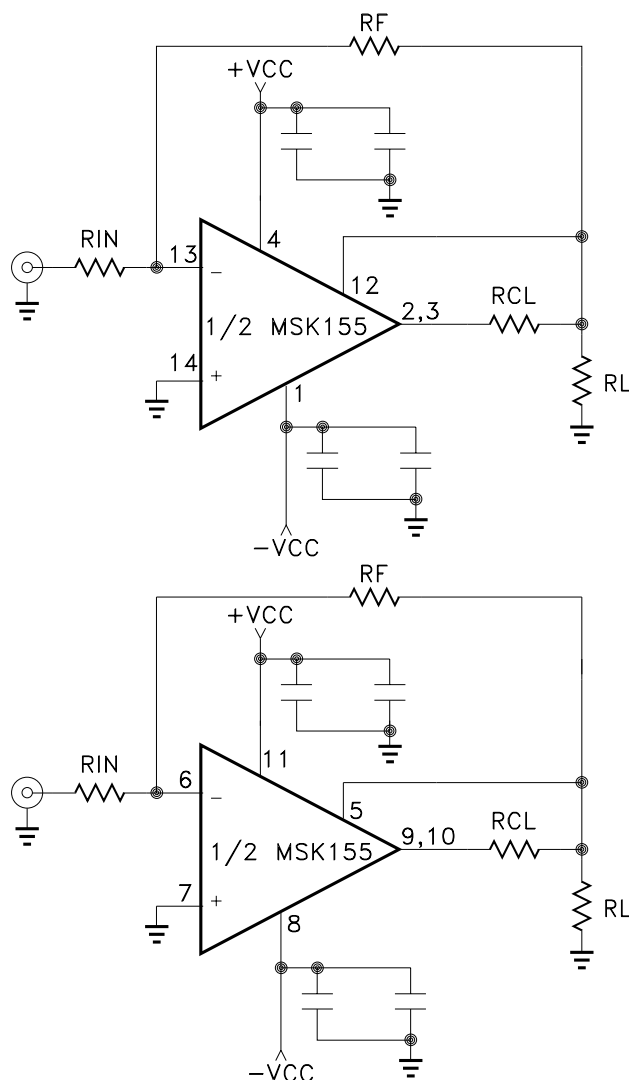 RF
+VCC
RIN
13
4
12
2,3
RCL
1/2 MSK155
14
1
RL
-VCC
RF
+VCC
RIN
6
11
5
9,10
RCL
1/2 MSK155
7
8
RL
-VCC